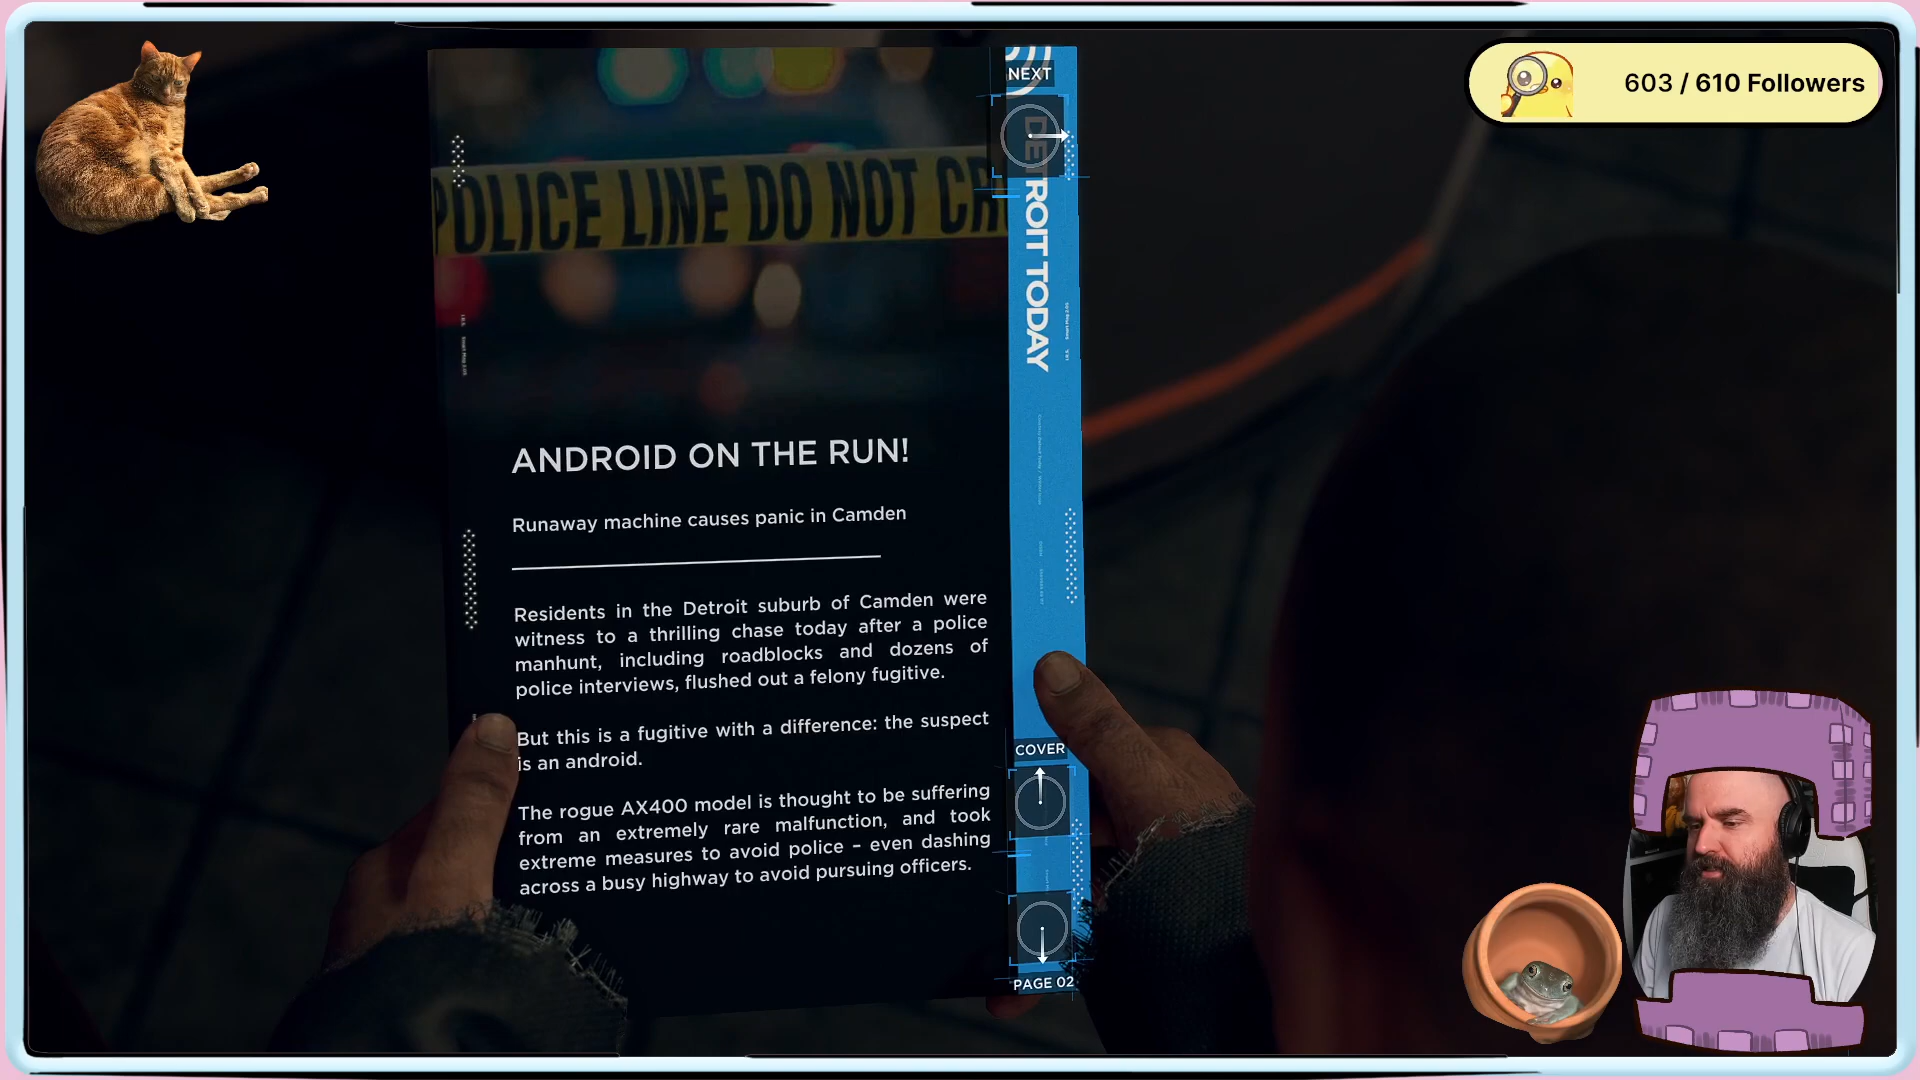 603 / 610 Followers
NEXT
POLICE LINE DO NOT CR
DETROIT TODAY
ANDROID ON THE RUN!
Runaway machine causes panic in Camden
Residents in the Detroit suburb of Camden were
witness to a thrilling chase today after a police
manhunt, including roadblocks and dozens of
police interviews, flushed out a felony fugitive.
But this is a fugitive with a difference: the suspect
is an android.
The rogue AX400 model is thought to be suffering
from an extremely rare malfunction, and took
extreme measures to avoid police – even dashing
across a busy highway to avoid pursuing officers.
COVER
PAGE 02